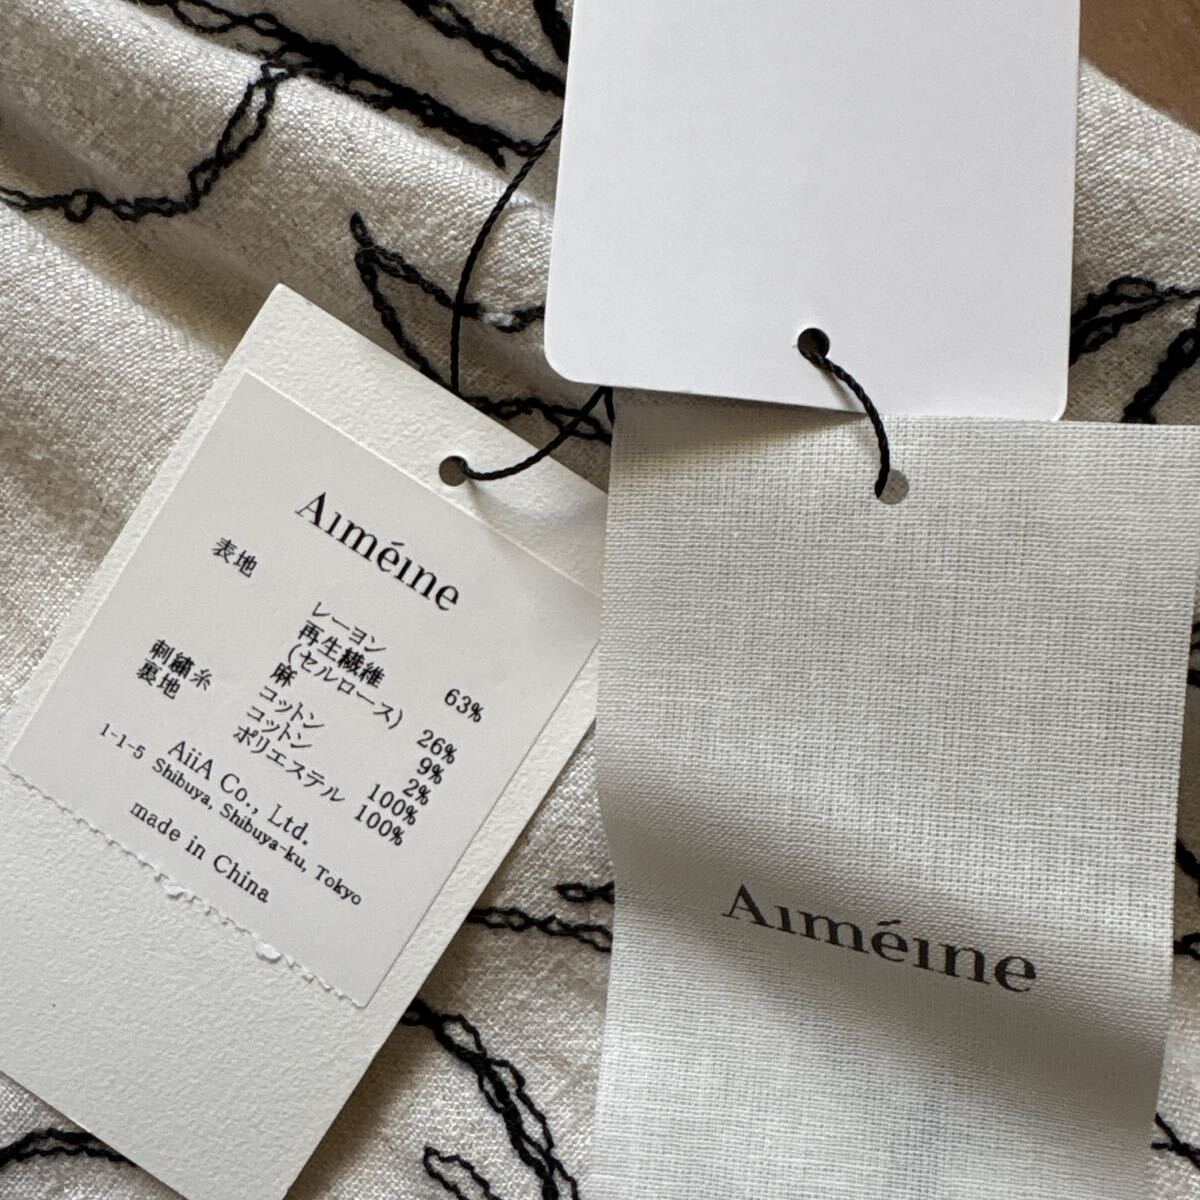 Aıméıne
表地
レーヨン 63%
再生繊維
(セルロース) 26%
麻 9%
コットン 2%
刺繍糸 コットン 100%
裏地 ポリエステル 100%
AiiA Co., Ltd.
1-1-5 Shibuya, Shibuya-ku, Tokyo
made in China
Aıméıne